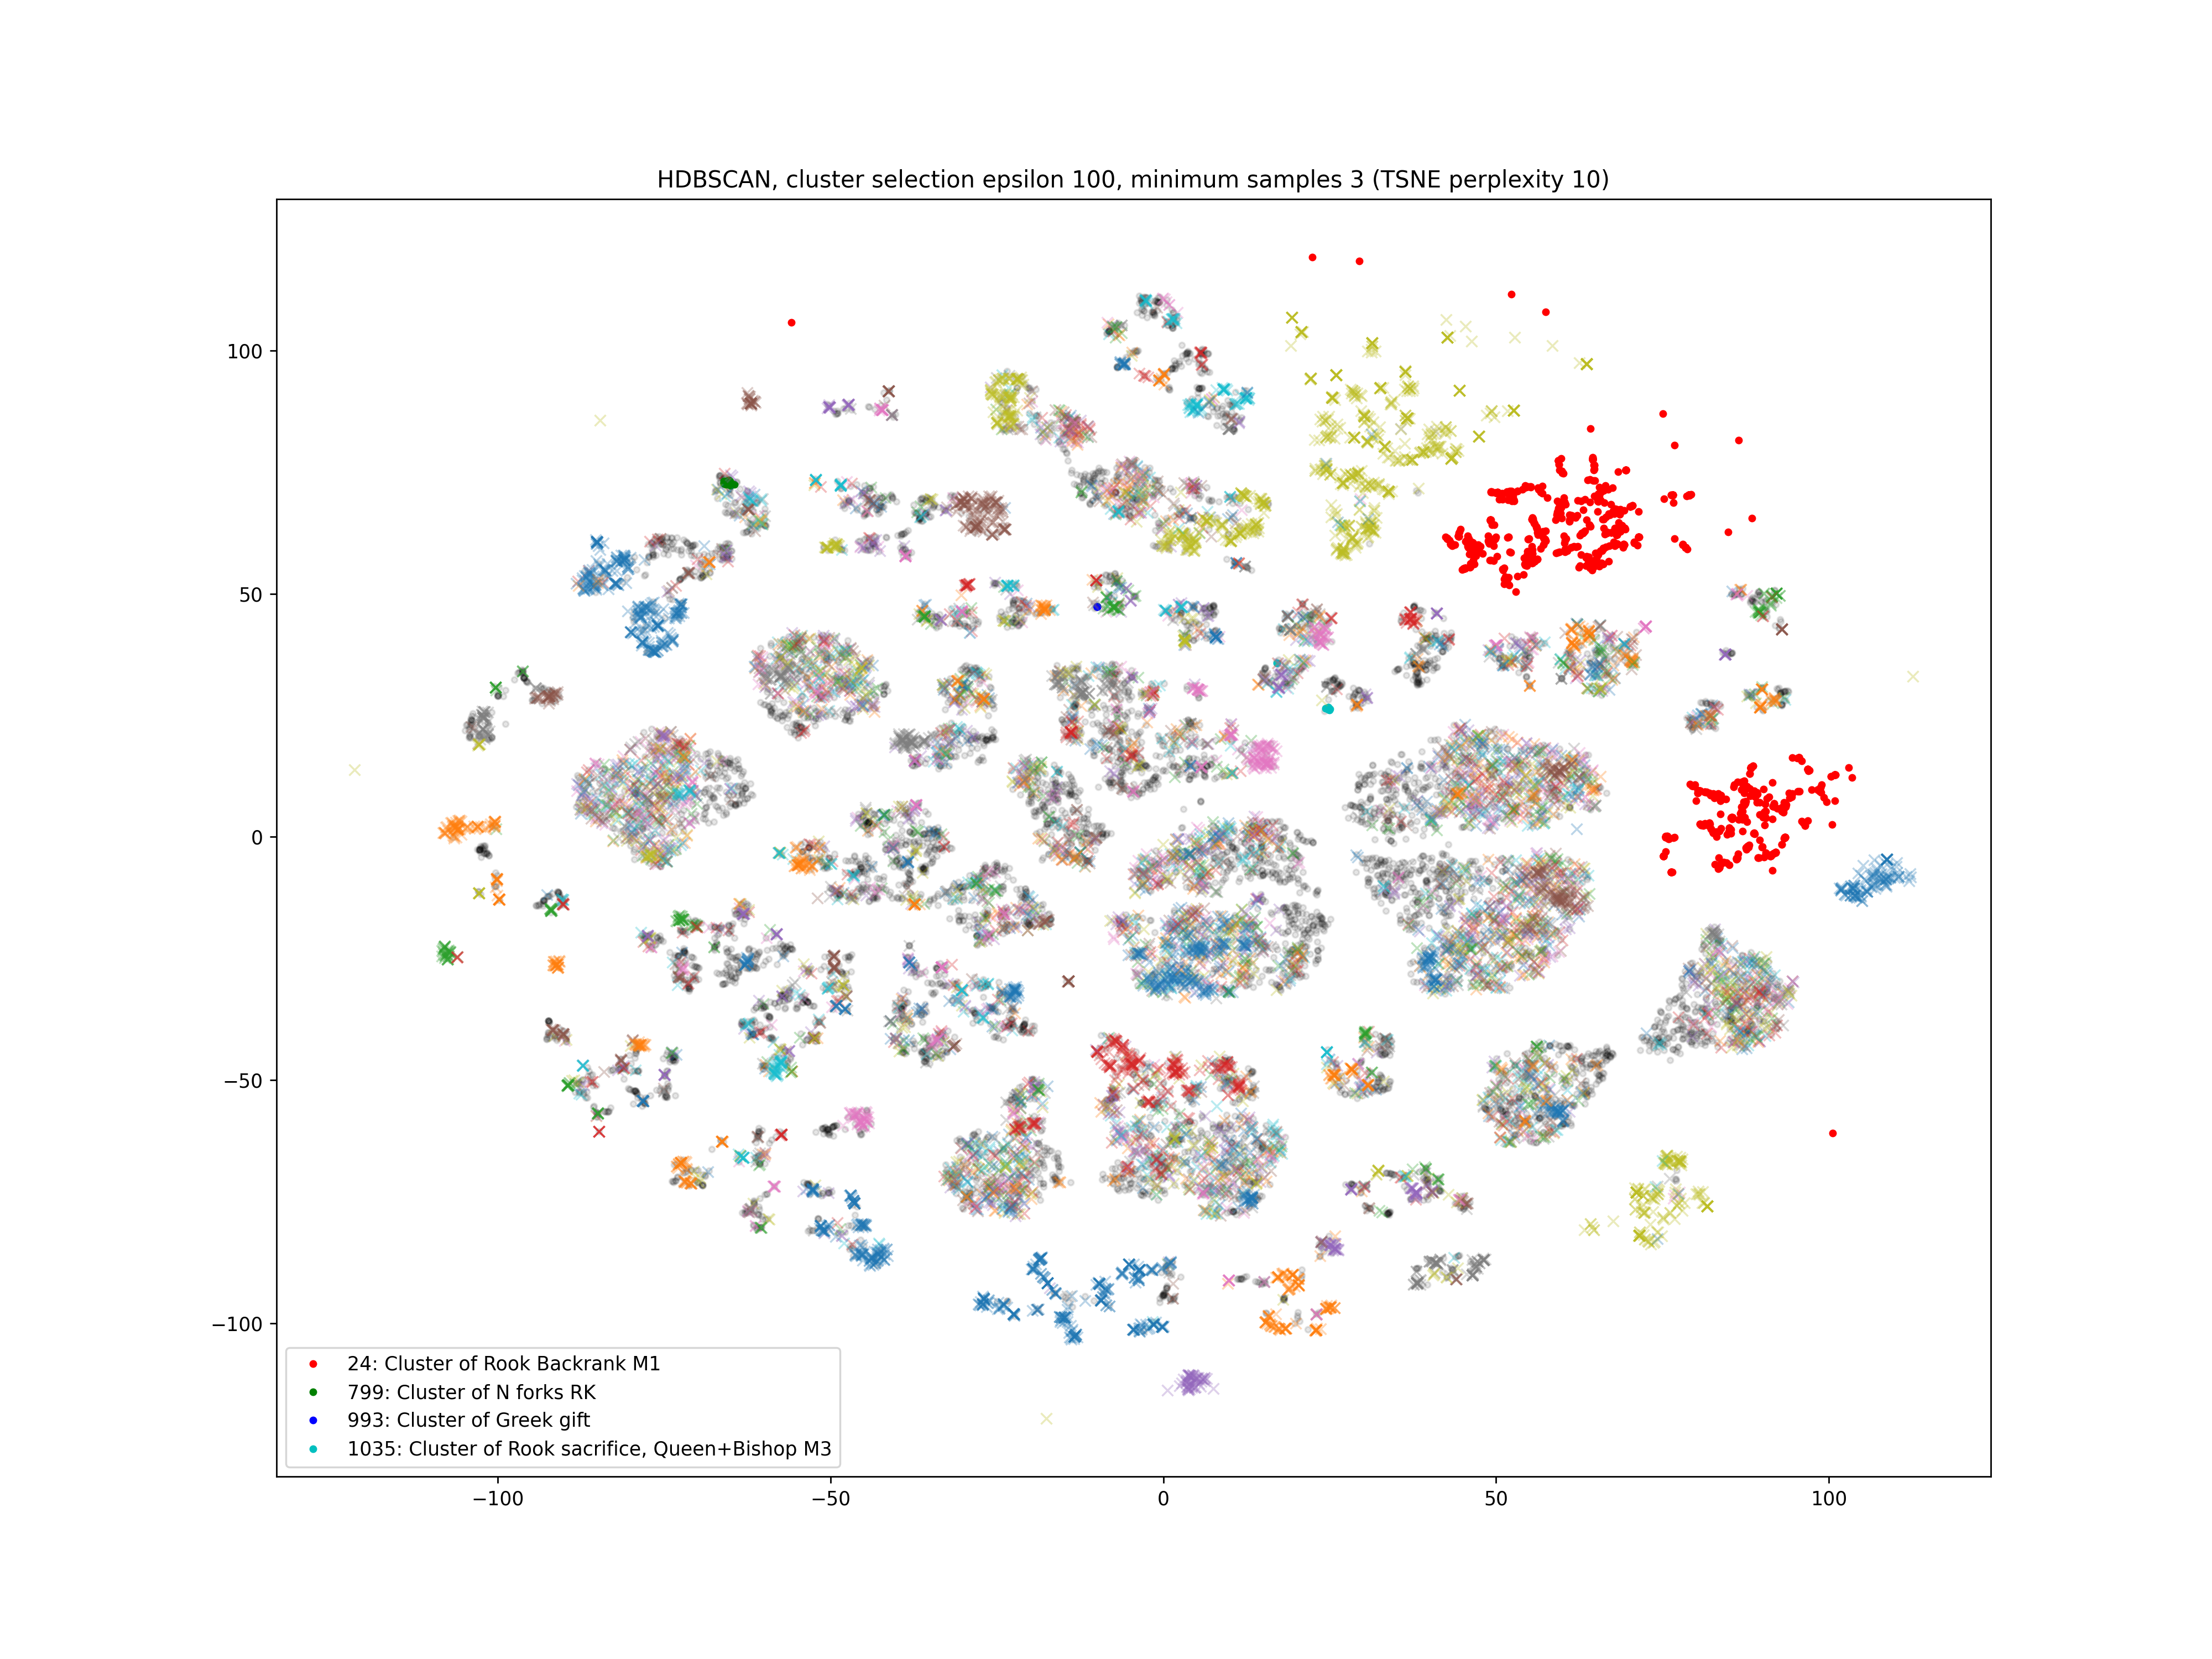 HDBSCAN, cluster selection epsilon 100, minimum samples 3 (TSNE perplexity 10)
100
50
0
−50
−100
24: Cluster of Rook Backrank M1
799: Cluster of N forks RK
993: Cluster of Greek gift
1035: Cluster of Rook sacrifice, Queen+Bishop M3
−100
−50
0
50
100